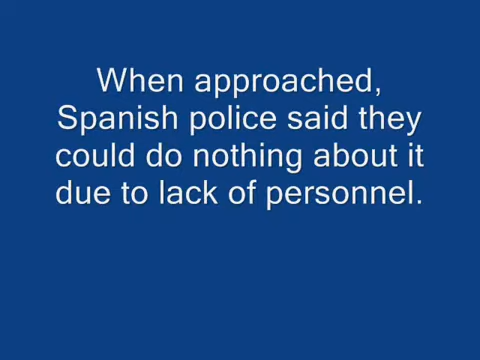 When approached,
Spanish police said they
could do nothing about it
due to lack of personnel.